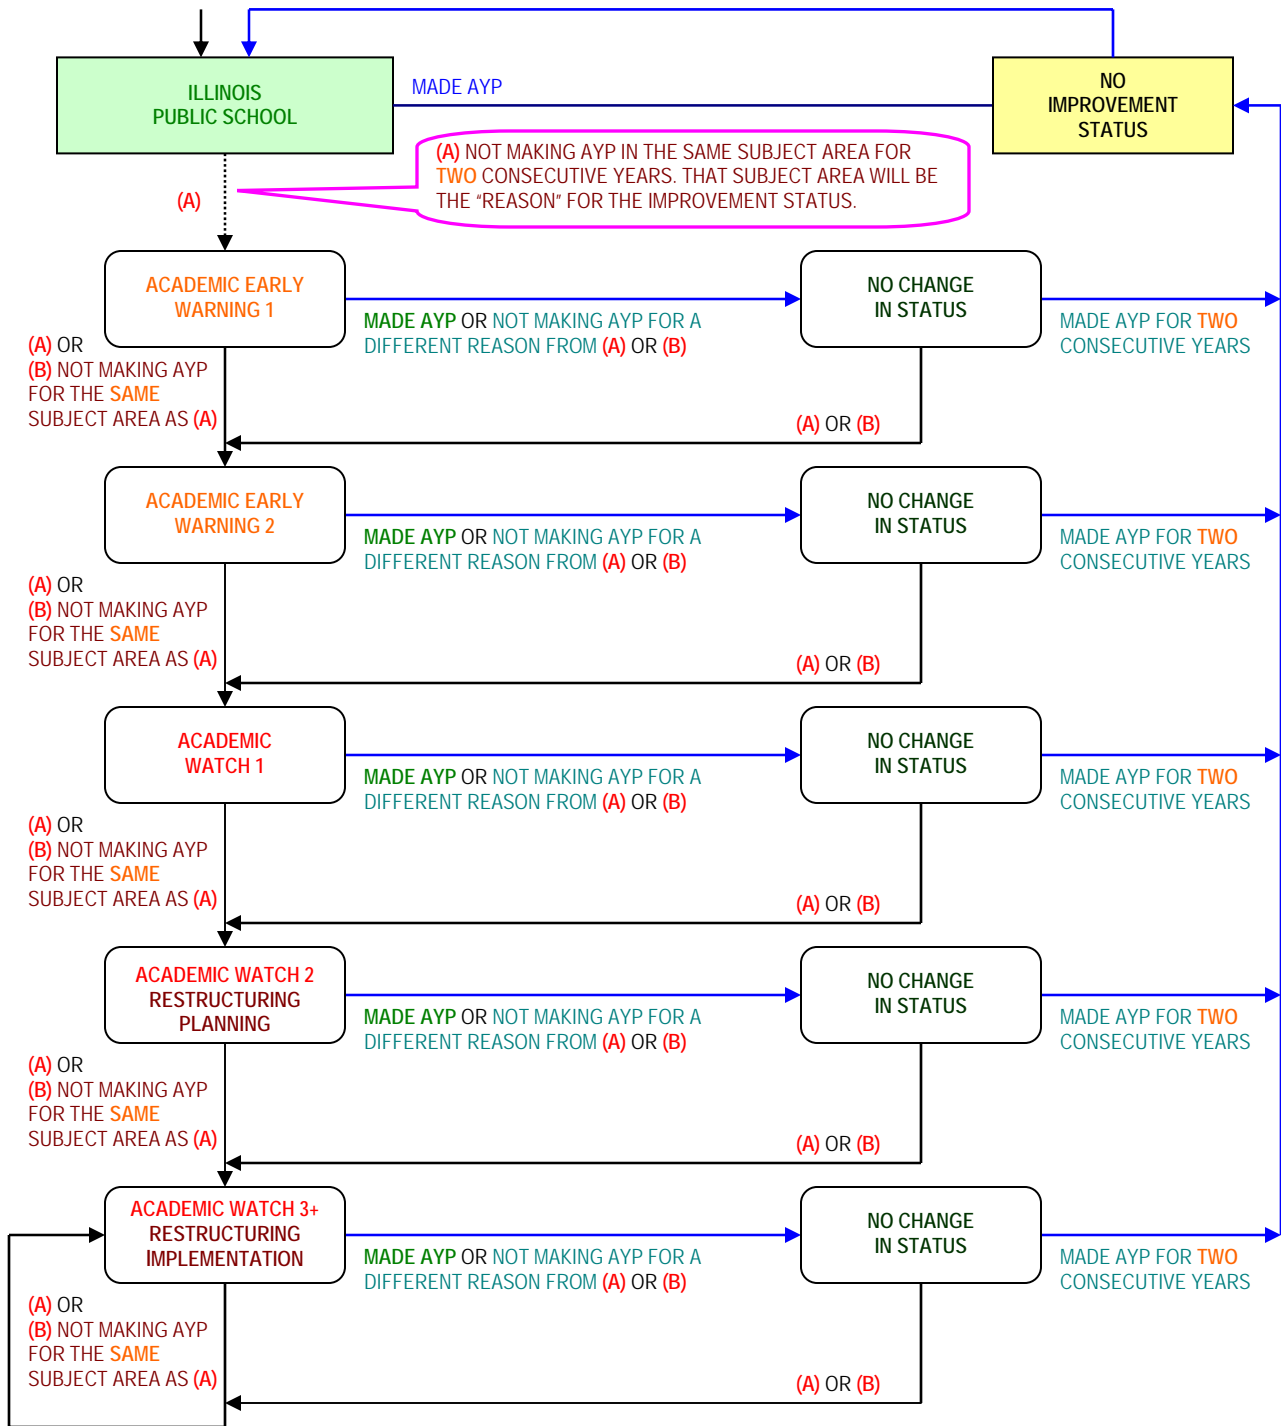 ILLINOIS
PUBLIC SCHOOL
MADE AYP
NO
IMPROVEMENT
STATUS
(A) NOT MAKING AYP IN THE SAME SUBJECT AREA FOR
TWO CONSECUTIVE YEARS. THAT SUBJECT AREA WILL BE
THE “REASON” FOR THE IMPROVEMENT STATUS.
(A)
ACADEMIC EARLY
WARNING 1
MADE AYP OR NOT MAKING AYP FOR A
DIFFERENT REASON FROM (A) OR (B)
NO CHANGE
IN STATUS
MADE AYP FOR TWO
CONSECUTIVE YEARS
(A) OR
(B) NOT MAKING AYP
FOR THE SAME
SUBJECT AREA AS (A)
(A) OR (B)
ACADEMIC EARLY
WARNING 2
MADE AYP OR NOT MAKING AYP FOR A
DIFFERENT REASON FROM (A) OR (B)
NO CHANGE
IN STATUS
MADE AYP FOR TWO
CONSECUTIVE YEARS
(A) OR
(B) NOT MAKING AYP
FOR THE SAME
SUBJECT AREA AS (A)
(A) OR (B)
ACADEMIC
WATCH 1
MADE AYP OR NOT MAKING AYP FOR A
DIFFERENT REASON FROM (A) OR (B)
NO CHANGE
IN STATUS
MADE AYP FOR TWO
CONSECUTIVE YEARS
(A) OR
(B) NOT MAKING AYP
FOR THE SAME
SUBJECT AREA AS (A)
(A) OR (B)
ACADEMIC WATCH 2
RESTRUCTURING
PLANNING
MADE AYP OR NOT MAKING AYP FOR A
DIFFERENT REASON FROM (A) OR (B)
NO CHANGE
IN STATUS
MADE AYP FOR TWO
CONSECUTIVE YEARS
(A) OR
(B) NOT MAKING AYP
FOR THE SAME
SUBJECT AREA AS (A)
(A) OR (B)
ACADEMIC WATCH 3+
RESTRUCTURING
IMPLEMENTATION
MADE AYP OR NOT MAKING AYP FOR A
DIFFERENT REASON FROM (A) OR (B)
NO CHANGE
IN STATUS
MADE AYP FOR TWO
CONSECUTIVE YEARS
(A) OR
(B) NOT MAKING AYP
FOR THE SAME
SUBJECT AREA AS (A)
(A) OR (B)